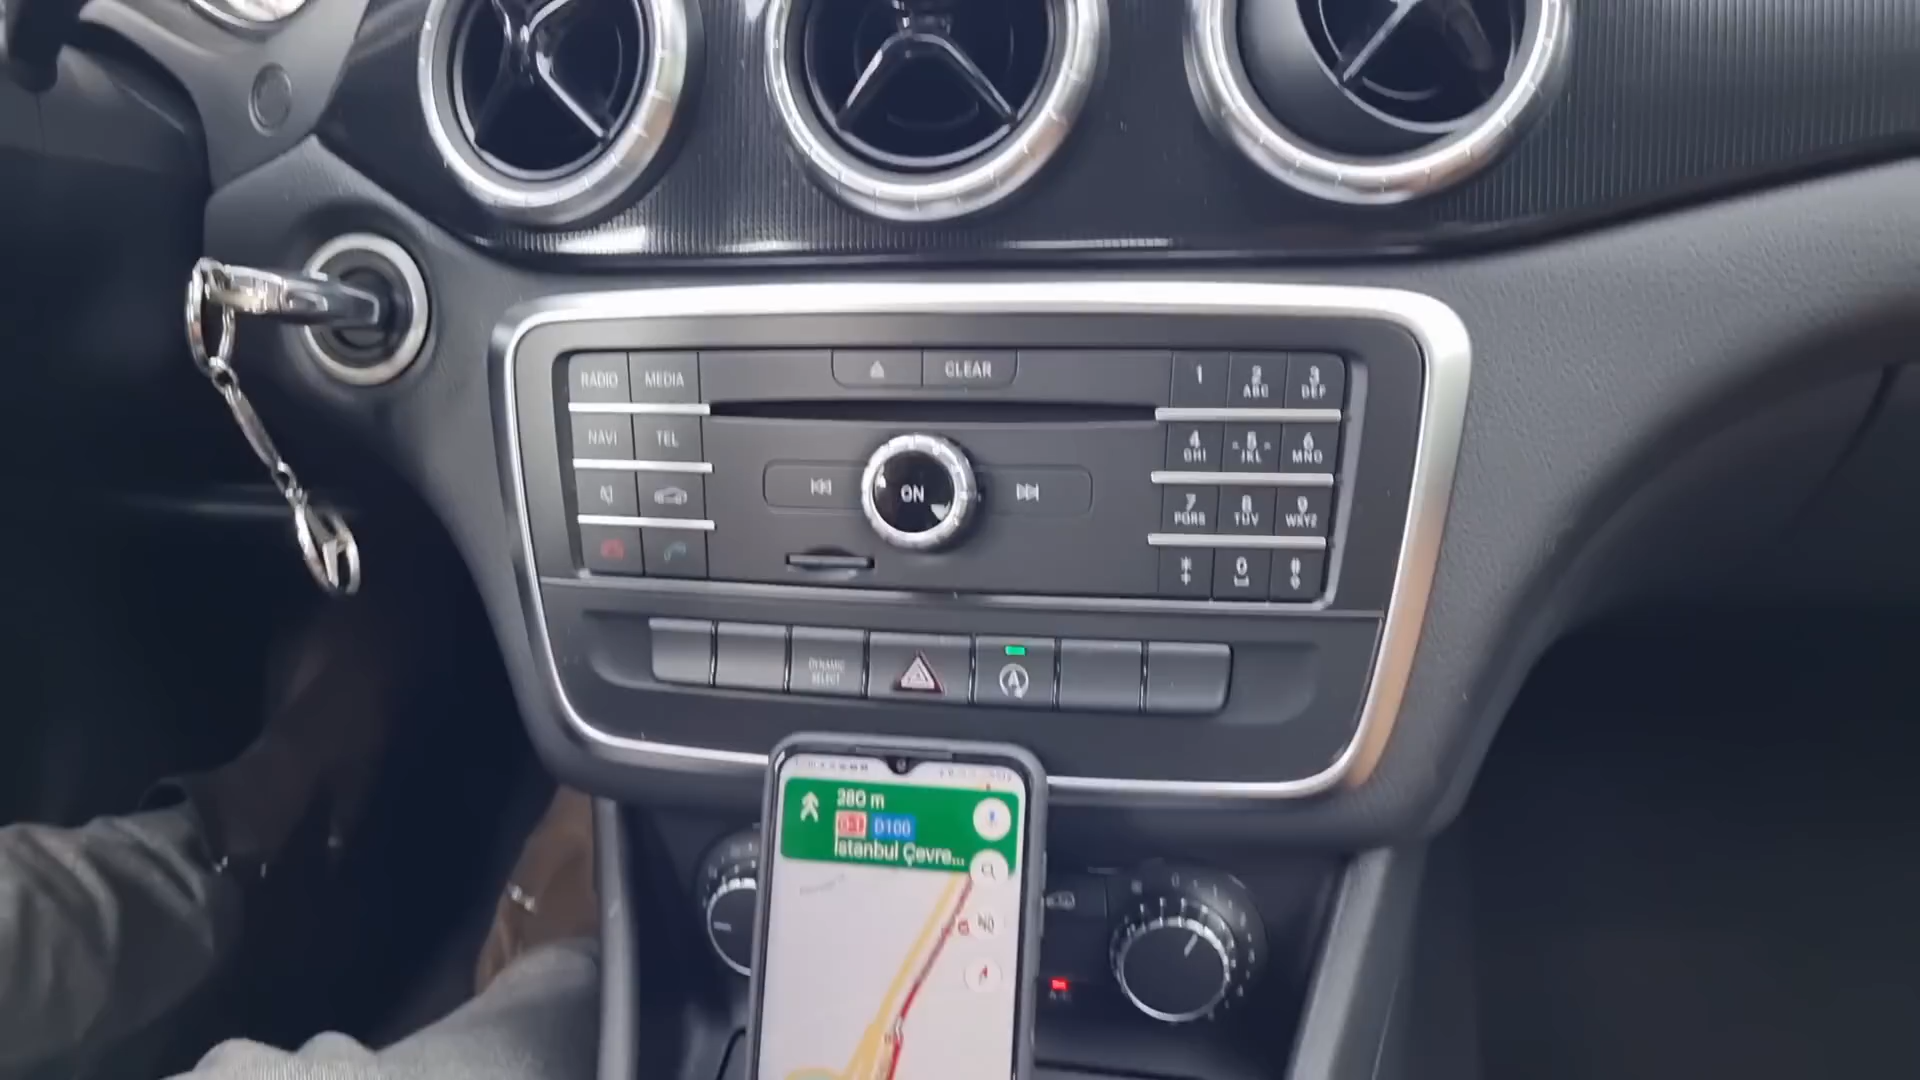 RADIO
MEDIA
CLEAR
1
2
ABC
3
DEF
NAVI
TEL
4
GHI
5
JKL
6
MNO
ON
7
PQRS
8
TUV
9
WXYZ
*
0
#
DYNAMIC
SELECT
A
280 m
D100
İstanbul Çevre...